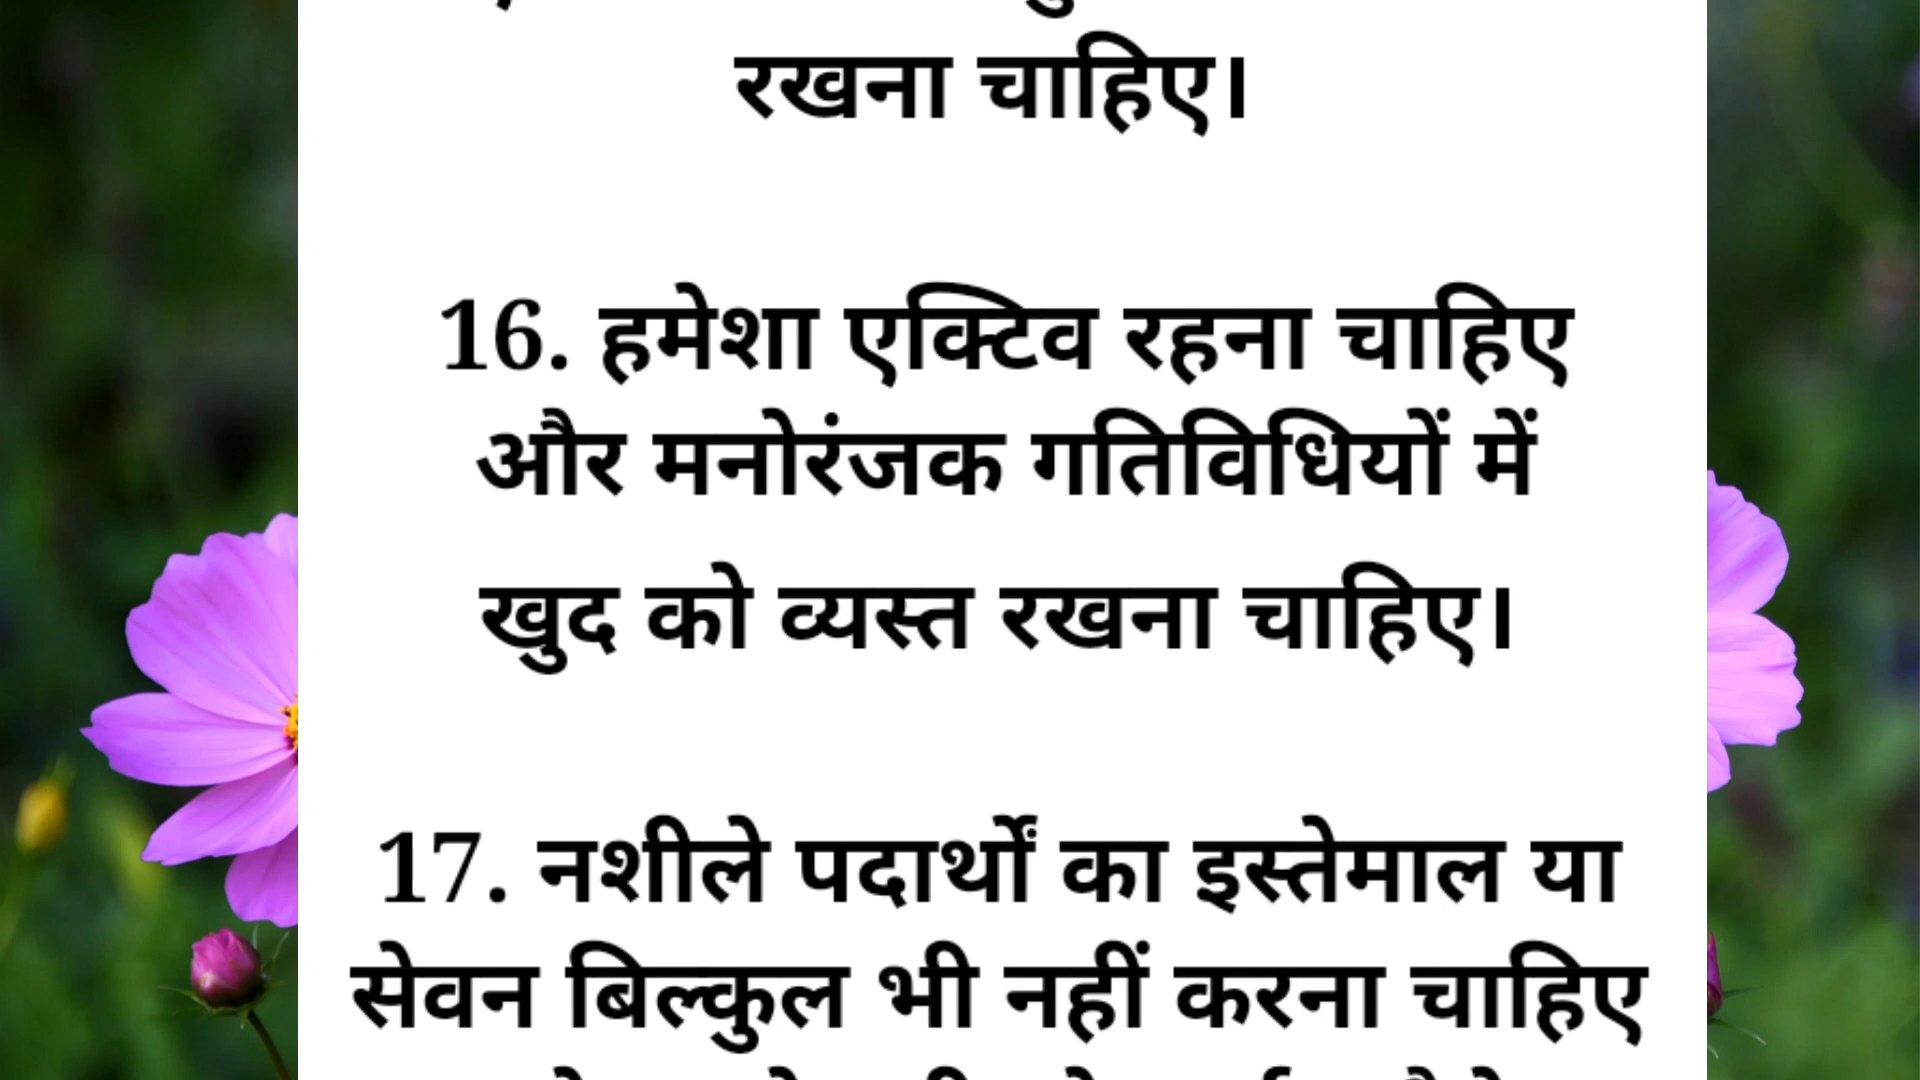 रखना चाहिए।
16. हमेशा एक्टिव रहना चाहिए
और मनोरंजक गतिविधियों में
खुद को व्यस्त रखना चाहिए।
17. नशीले पदार्थों का इस्तेमाल या
सेवन बिल्कुल भी नहीं करना चाहिए